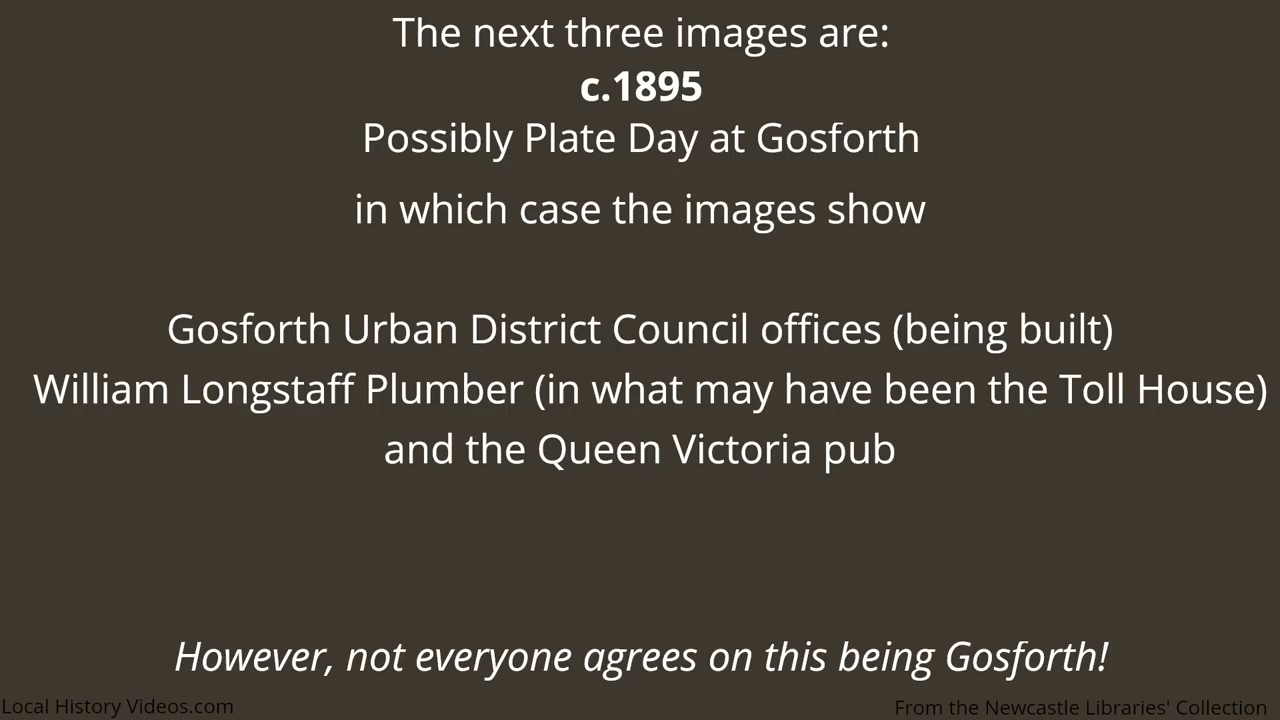 The next three images are:
c.1895
Possibly Plate Day at Gosforth
in which case the images show
Gosforth Urban District Council offices (being built)
William Longstaff Plumber (in what may have been the Toll House)
and the Queen Victoria pub
However, not everyone agrees on this being Gosforth!
Local History Videos.com
From the Newcastle Libraries' Collection